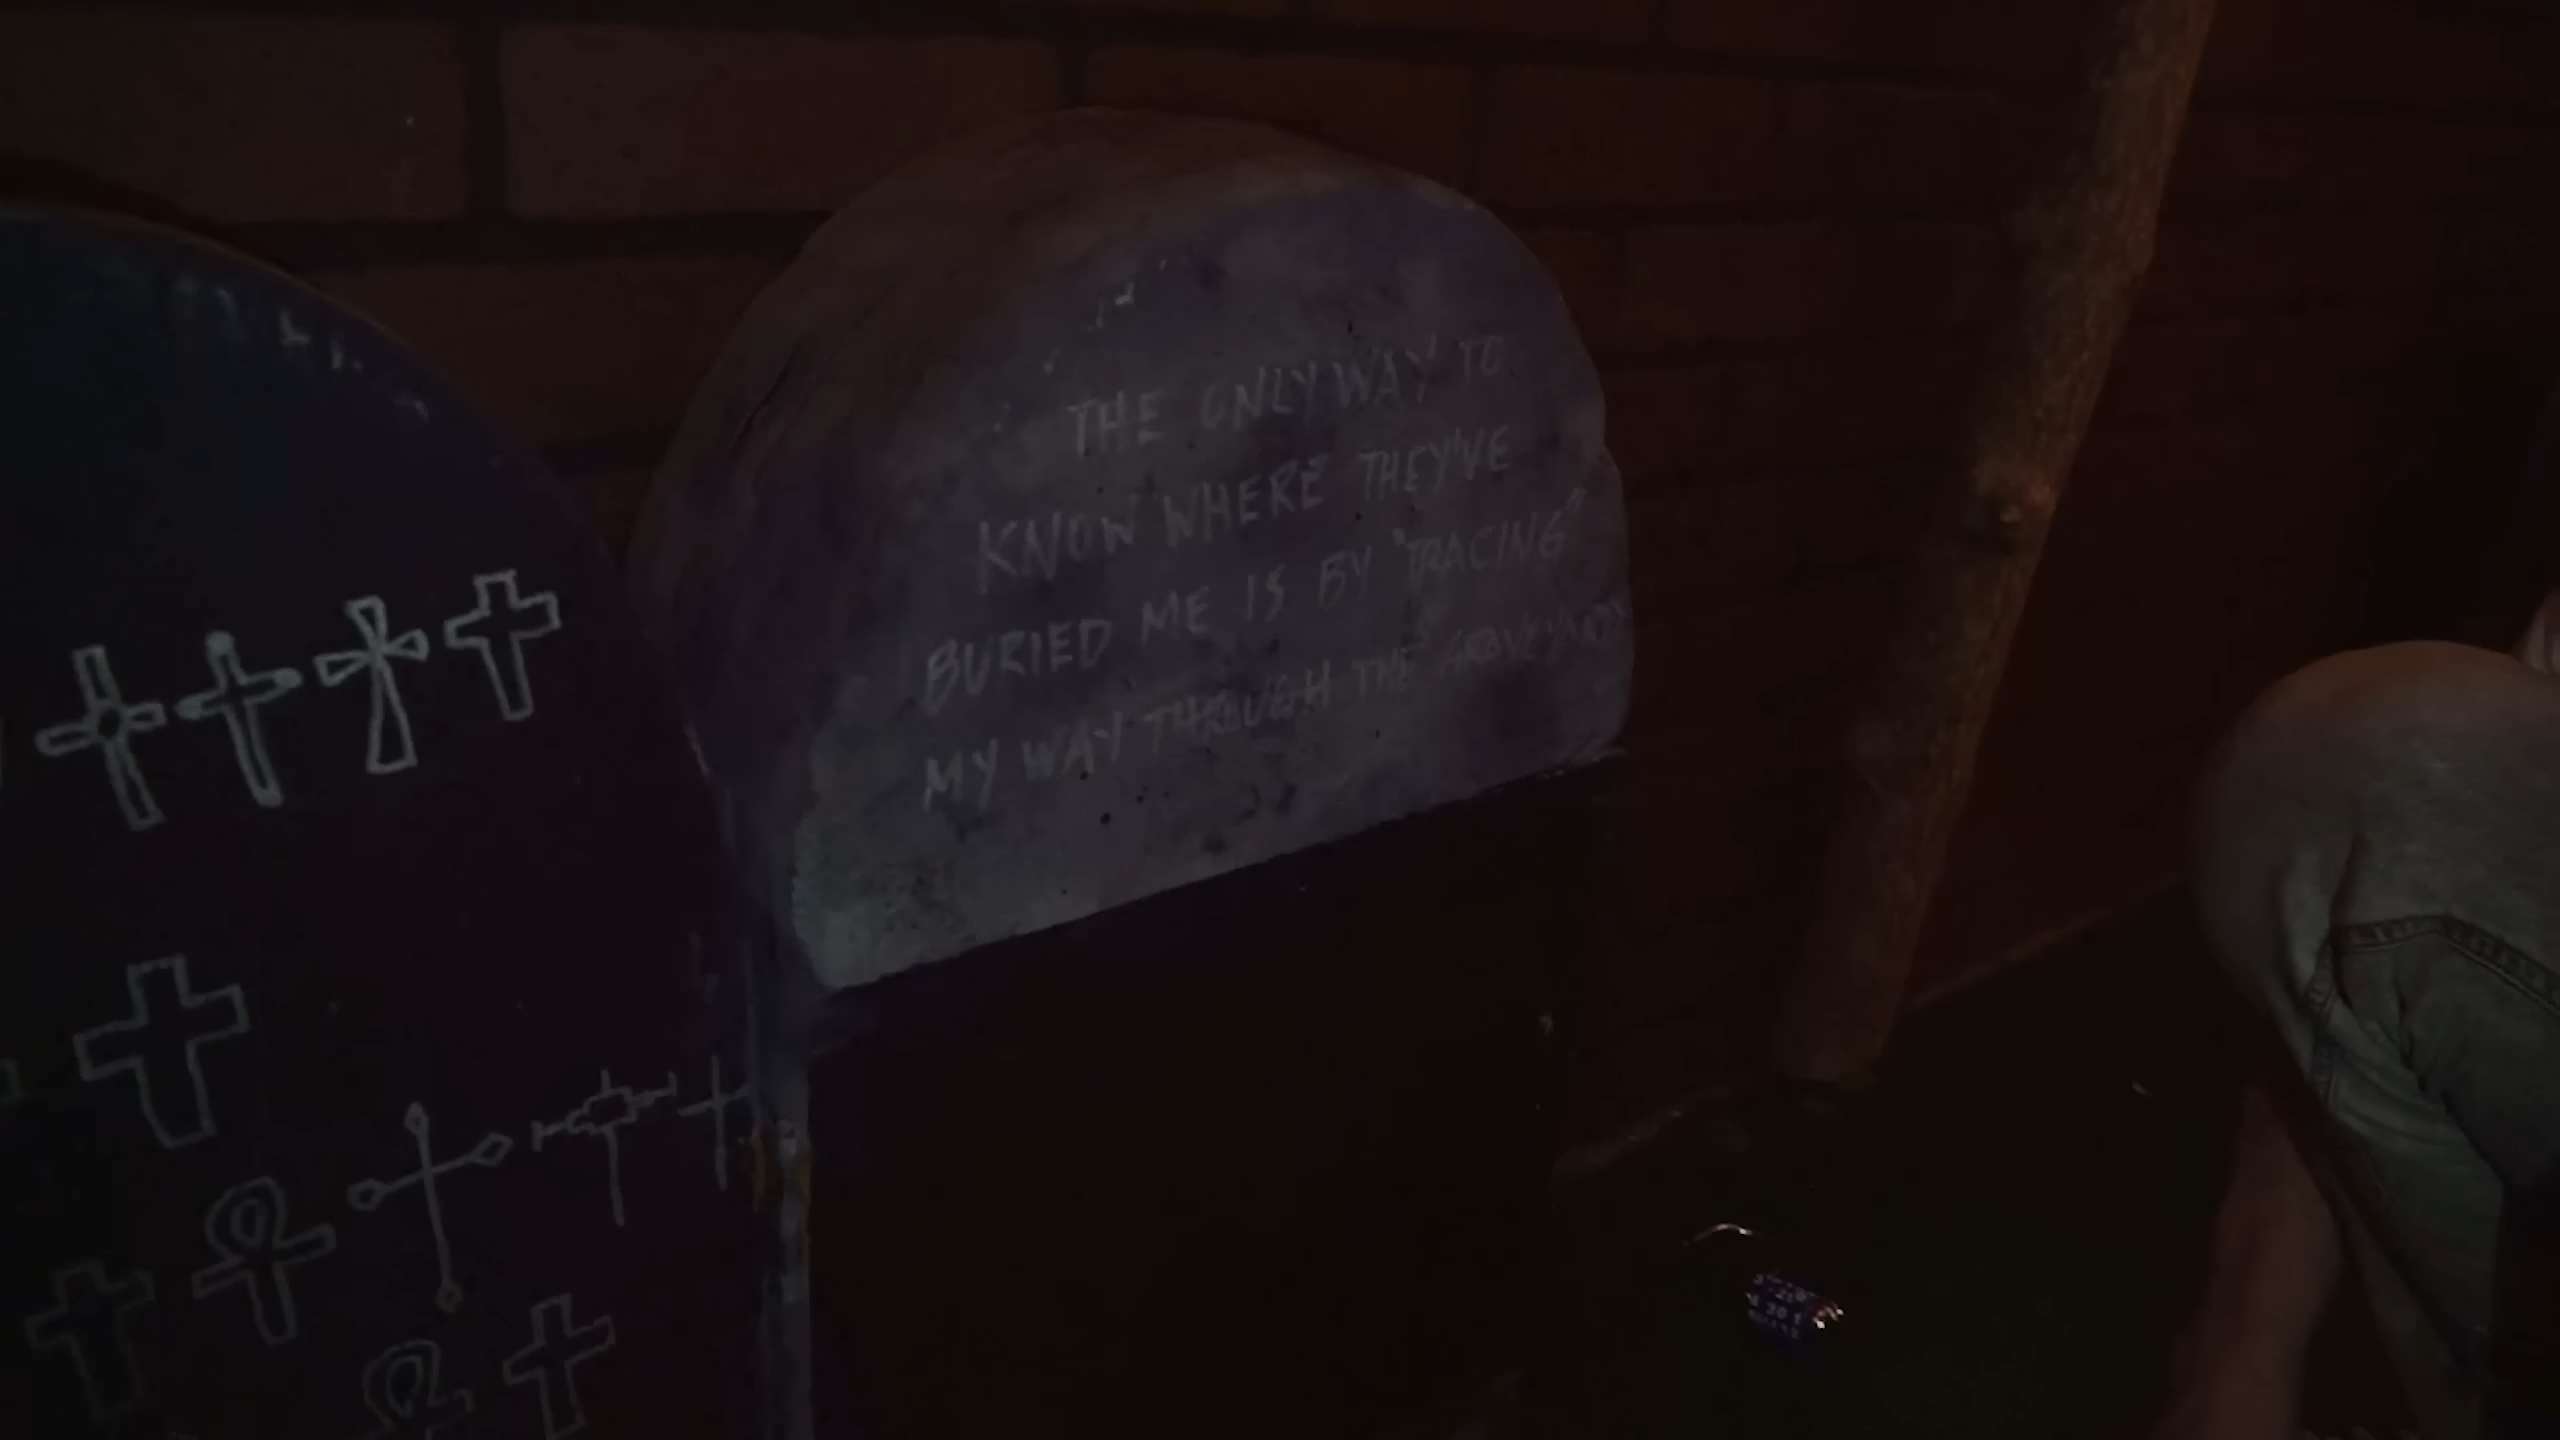 THE ONLY WAY TO
KNOW WHERE THEY'VE
BURIED ME IS BY "TRACING"
MY WAY THROUGH THE GRAVEYARD